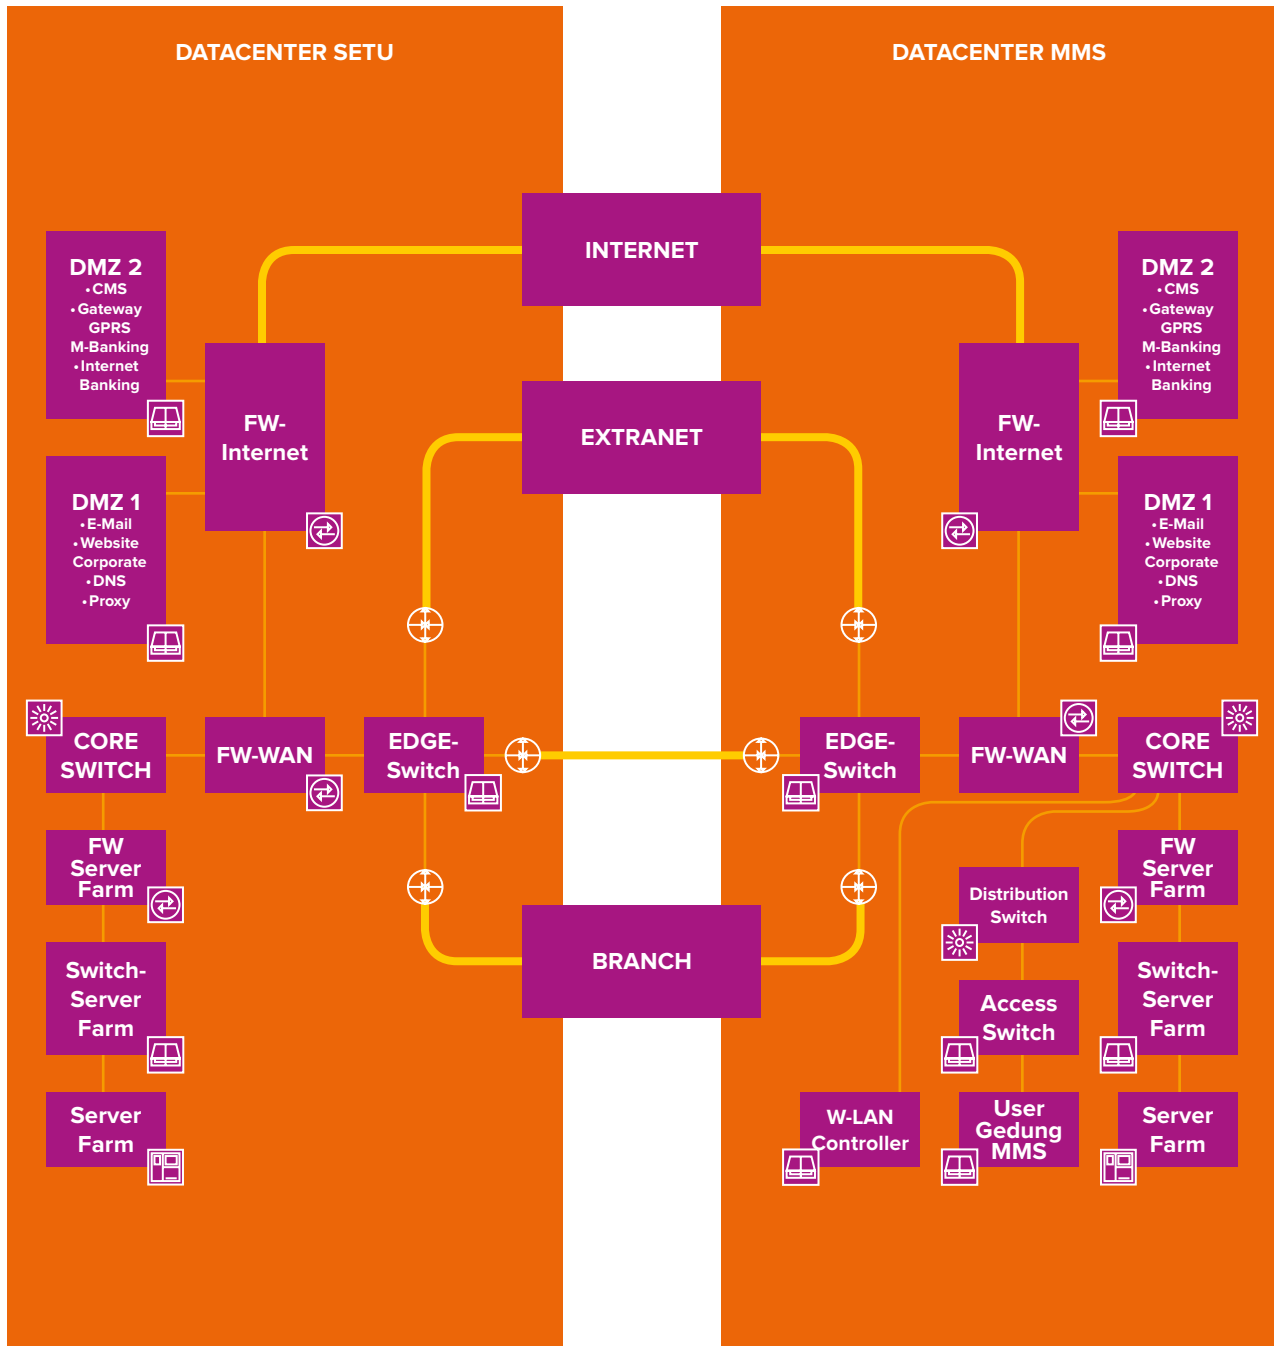 DATACENTER SETU
DATACENTER MMS
INTERNET
DMZ 2
•CMS
•Gateway
GPRS
M-Banking
•Internet
Banking
DMZ 2
•CMS
•Gateway
GPRS
M-Banking
•Internet
Banking
FW-
Internet
EXTRANET
FW-
Internet
DMZ 1
•E-Mail
•Website
Corporate
•DNS
•Proxy
DMZ 1
•E-Mail
•Website
Corporate
•DNS
•Proxy
CORE
SWITCH
FW-WAN
EDGE-
Switch
EDGE-
Switch
FW-WAN
CORE
SWITCH
FW
Server
Farm
Distribution
Switch
FW
Server
Farm
BRANCH
Switch-
Server
Farm
Access
Switch
Switch-
Server
Farm
Server
Farm
W-LAN
Controller
User
Gedung
MMS
Server
Farm